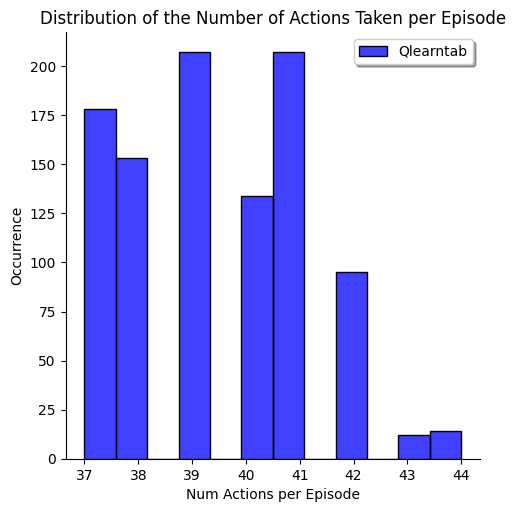 Distribution of the Number of Actions Taken per Episode
Qlearntab
200
175
150
125
100
75
50
25
0
Occurrence
37 38 39 40 41 42 43 44
Num Actions per Episode